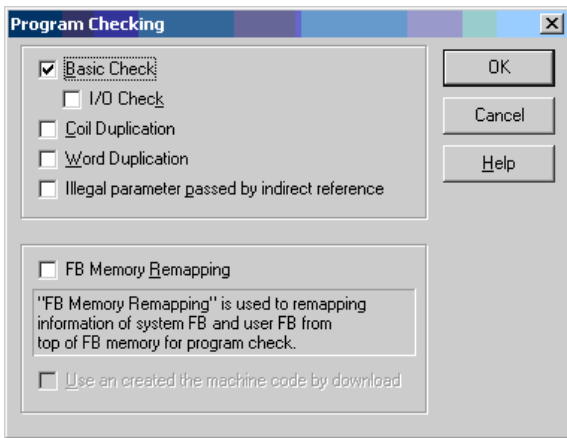 Program Checking
Basic Check
OK
I/O Check
Cancel
Coil Duplication
Word Duplication
Help
Illegal parameter passed by indirect reference
FB Memory Remapping
"FB Memory Remapping" is used to remapping
information of system FB and user FB from
top of FB memory for program check.
Use an created the machine code by download